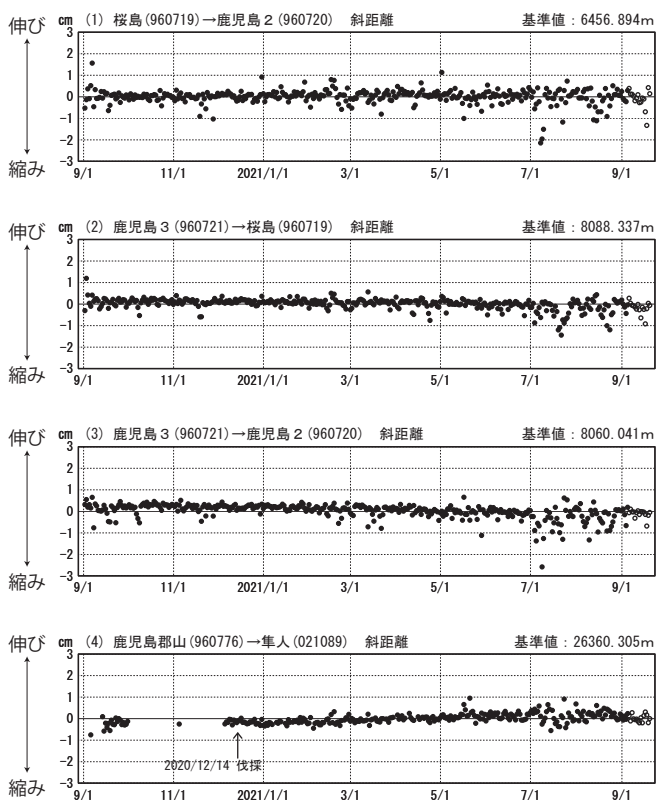 伸び cm (1) 桜島(960719)→鹿児島2(960720) 斜距離 基準値:6456.894m
3
2
1
0
-1
-2
縮み -3
9/1 11/1 2021/1/1 3/1 5/1 7/1 9/1
伸び cm (2) 鹿児島3(960721)→桜島(960719) 斜距離 基準値:8088.337m
3
2
1
0
-1
-2
縮み -3
9/1 11/1 2021/1/1 3/1 5/1 7/1 9/1
伸び cm (3) 鹿児島3(960721)→鹿児島2(960720) 斜距離 基準値:8060.041m
3
2
1
0
-1
-2
縮み -3
9/1 11/1 2021/1/1 3/1 5/1 7/1 9/1
伸び cm (4) 鹿児島郡山(960776)→隼人(021089) 斜距離 基準値:26360.305m
3
2
1
0
-1
-2
2020/12/14 伐採
縮み -3
9/1 11/1 2021/1/1 3/1 5/1 7/1 9/1